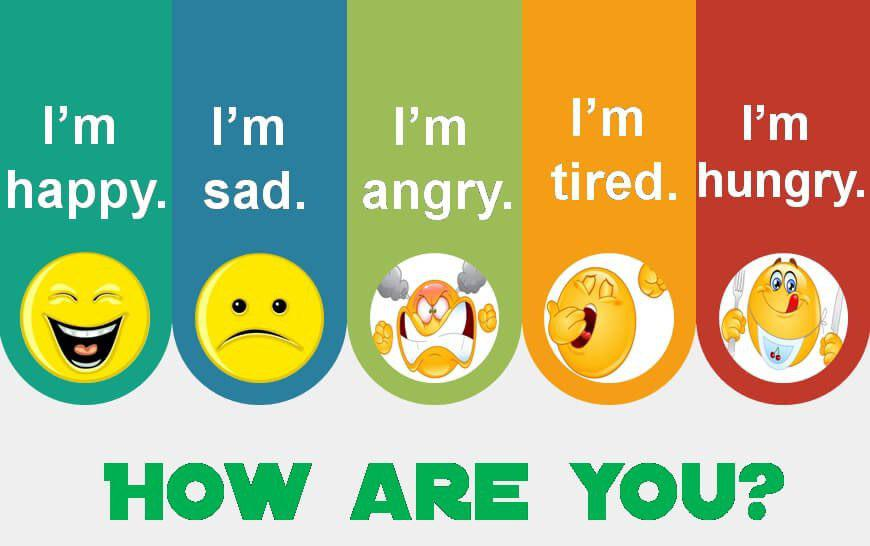 I'm
happy.
I'm
sad.
I'm
angry.
I'm
tired.
I'm
hungry.
How are you?